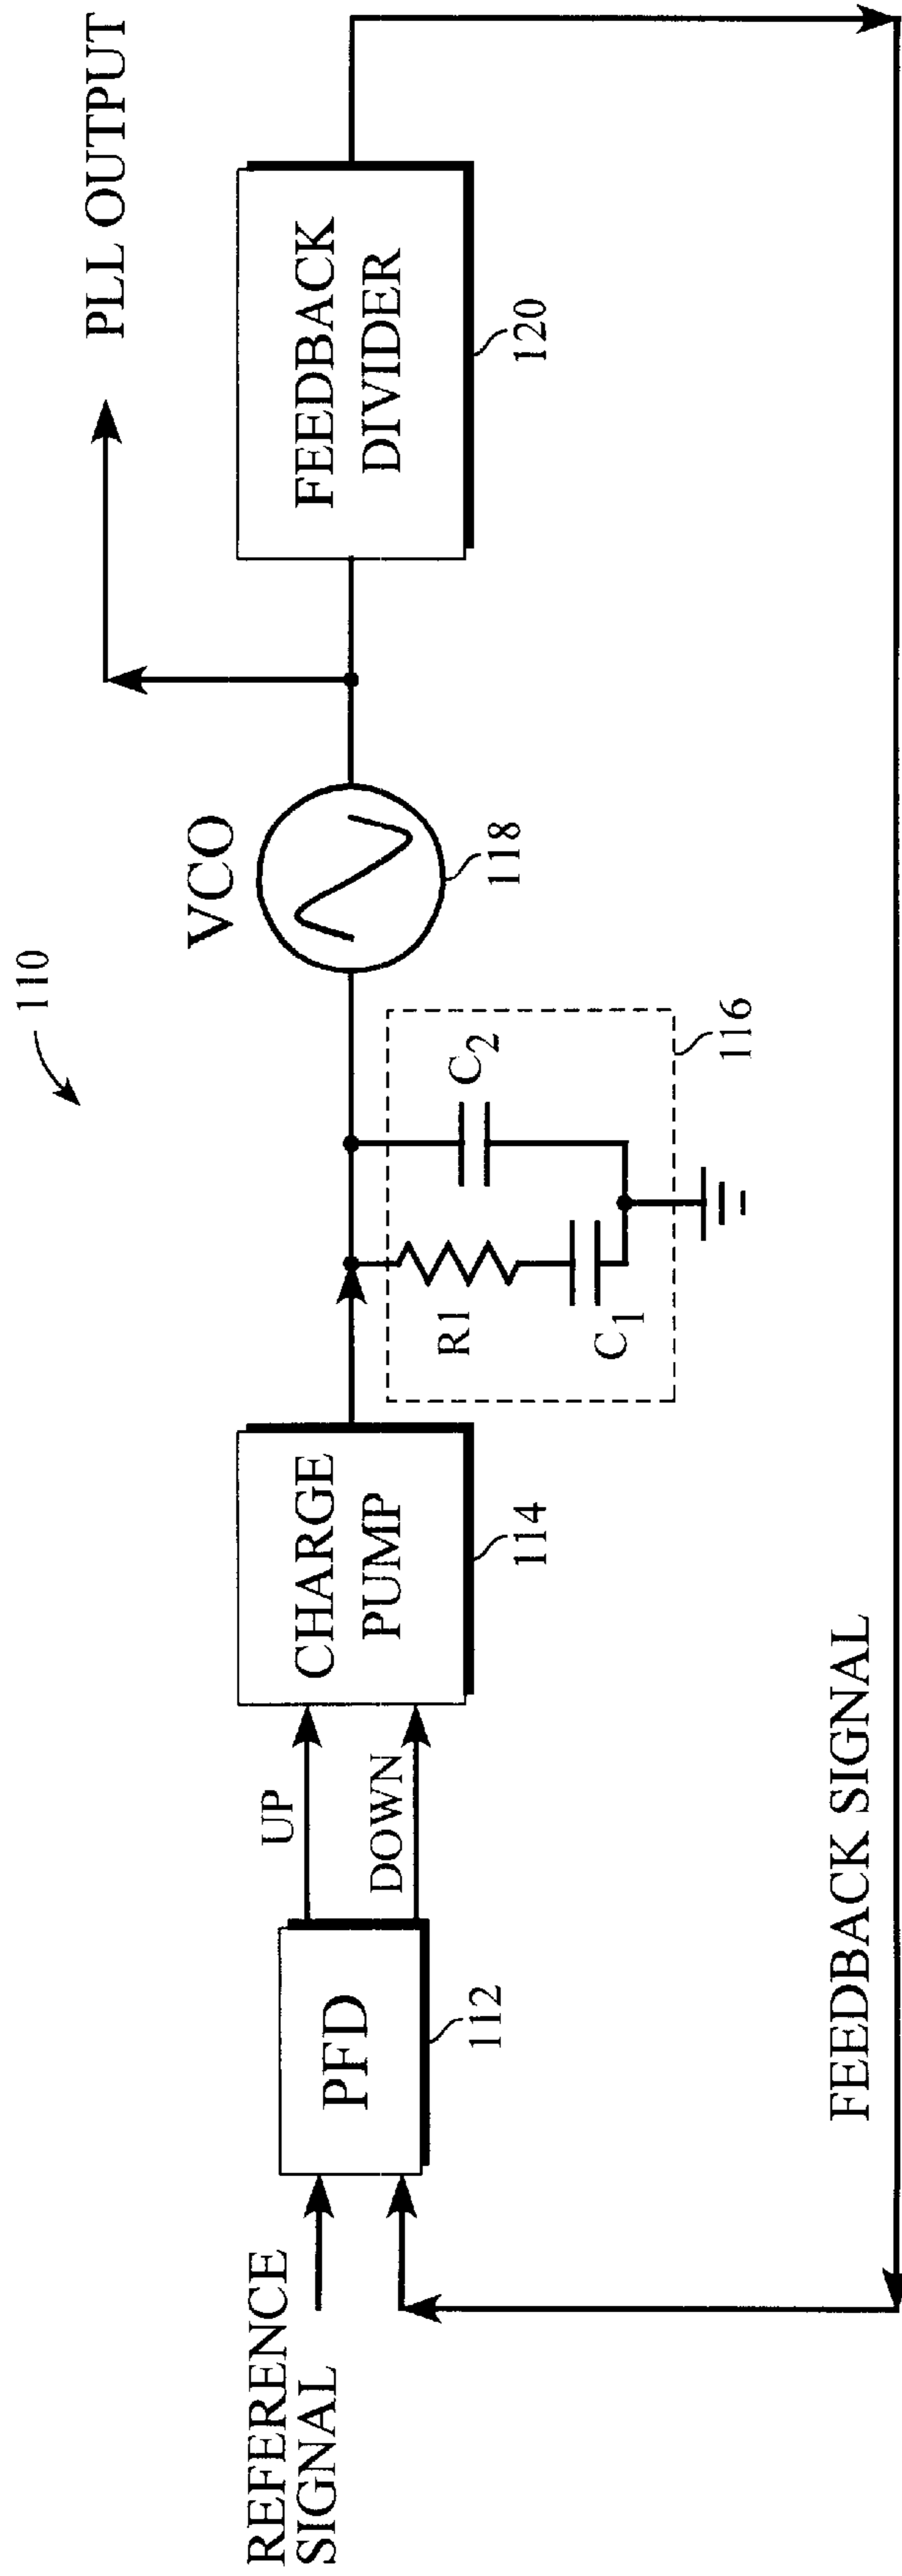 110
REFERENCE
SIGNAL
PFD
112
UP
DOWN
CHARGE
PUMP
114
R1
C1
C2
116
VCO
118
PLL OUTPUT
FEEDBACK
DIVIDER
120
FEEDBACK SIGNAL